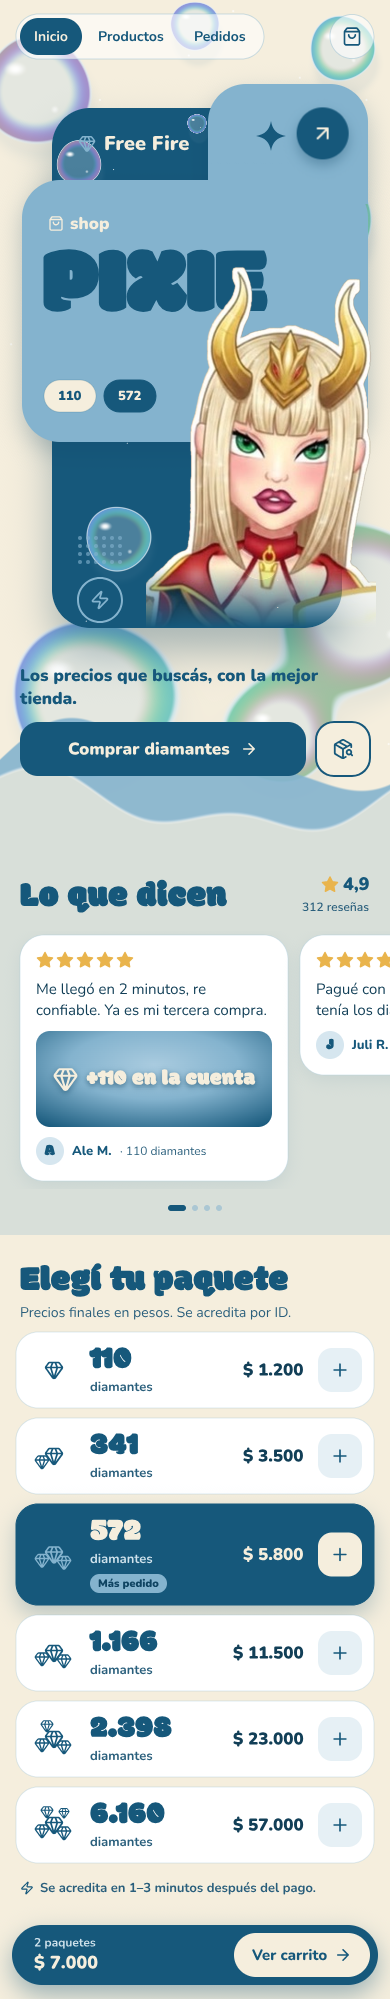 Inicio Productos Pedidos
Free Fire
shop
PIXIE
110 572
Los precios que buscás, con la mejor
tienda.
Comprar diamantes
Lo que dicen
4,9
312 reseñas
Me llegó en 2 minutos, re
confiable. Ya es mi tercera compra.
+110 en la cuenta
A Ale M. · 110 diamantes
Pagué con
tenía los di
J Juli R.
Elegí tu paquete
Precios finales en pesos. Se acredita por ID.
110
diamantes
$ 1.200
341
diamantes
$ 3.500
572
diamantes
Más pedido
$ 5.800
1.166
diamantes
$ 11.500
2.398
diamantes
$ 23.000
6.160
diamantes
$ 57.000
Se acredita en 1–3 minutos después del pago.
2 paquetes
$ 7.000
Ver carrito